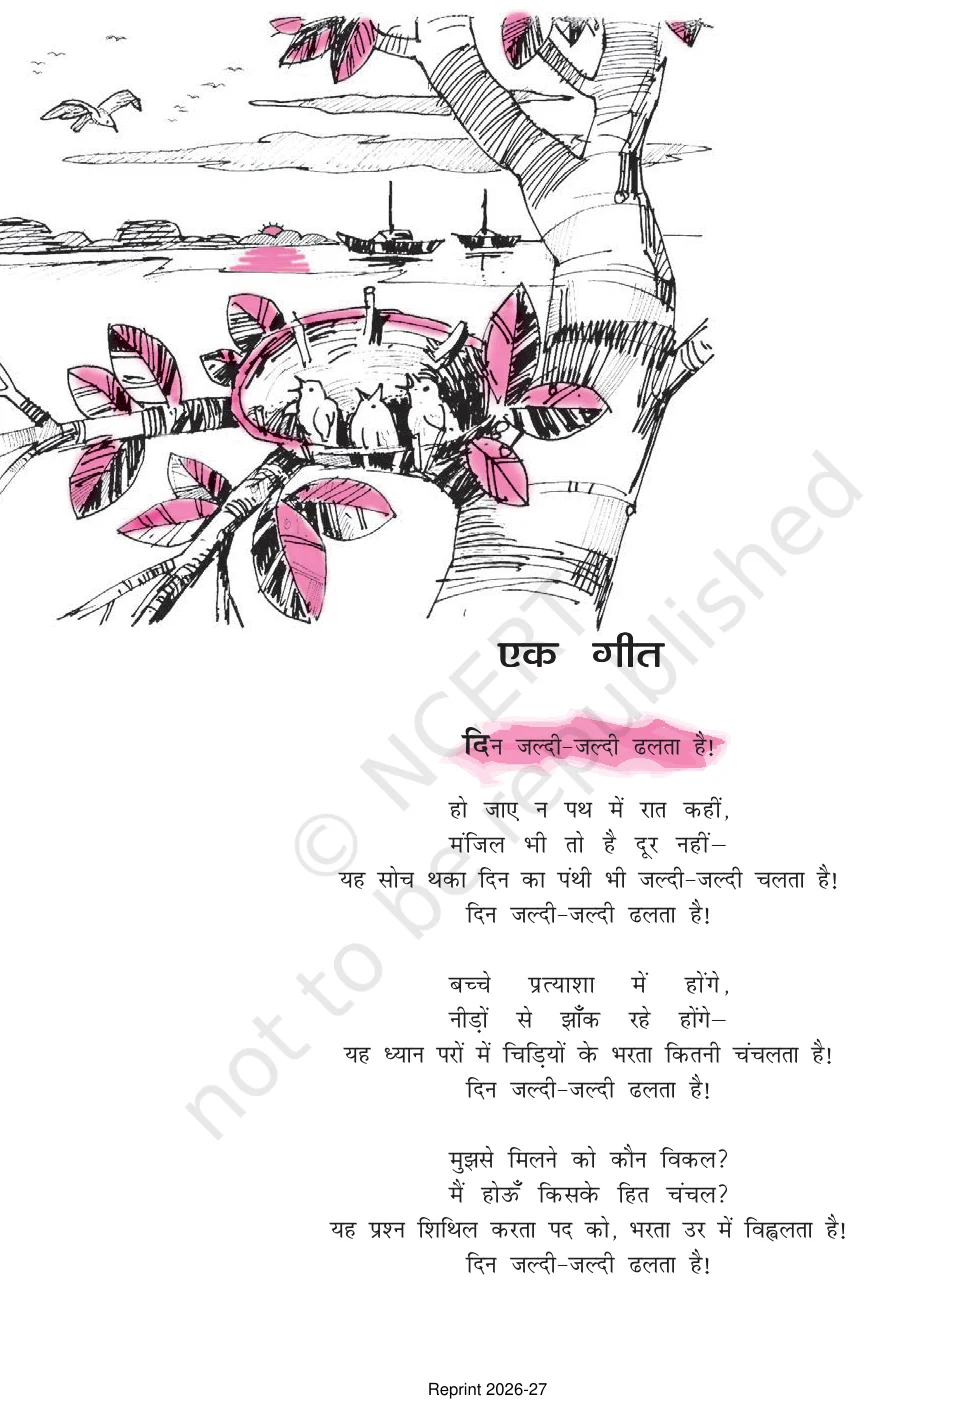 एक गीत
दिन जल्दी-जल्दी ढलता है!
हो जाए न पथ में रात कहीं,
मंजिल भी तो है दूर नहीं–
यह सोच थका दिन का पंथी भी जल्दी-जल्दी चलता है!
दिन जल्दी-जल्दी ढलता है!
बच्चे प्रत्याशा में होंगे,
नीड़ों से झाँक रहे होंगे–
यह ध्यान परों में चिड़ियों के भरता कितनी चंचलता है!
दिन जल्दी-जल्दी ढलता है!
मुझसे मिलने को कौन विकल?
मैं होऊँ किसके हित चंचल?
यह प्रश्न शिथिल करता पद को, भरता उर में विह्वलता है!
दिन जल्दी-जल्दी ढलता है!
© NCERT
not to be republished
Reprint 2026-27